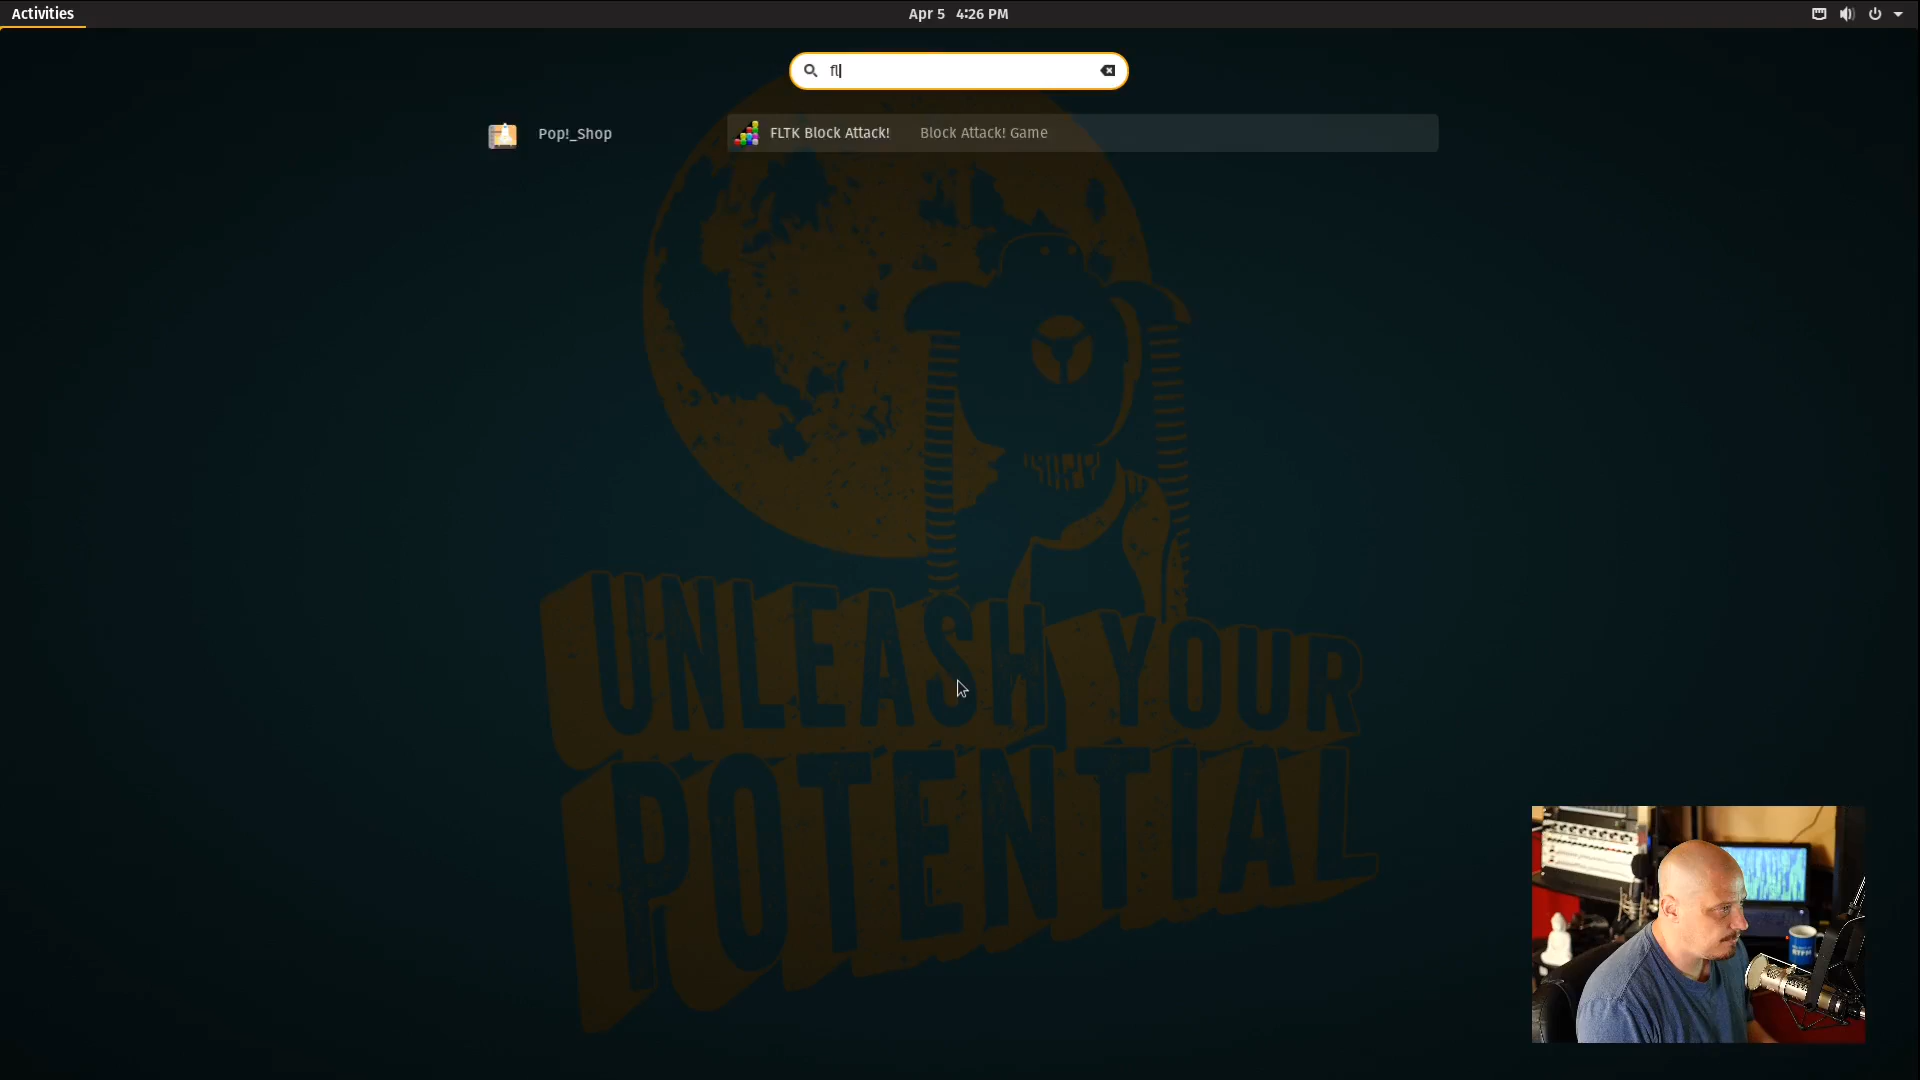 Activities
Apr 5 4:26 PM
fl
Pop!_Shop
FLTK Block Attack! Block Attack! Game
UNLEASH YOUR
POTENTIAL